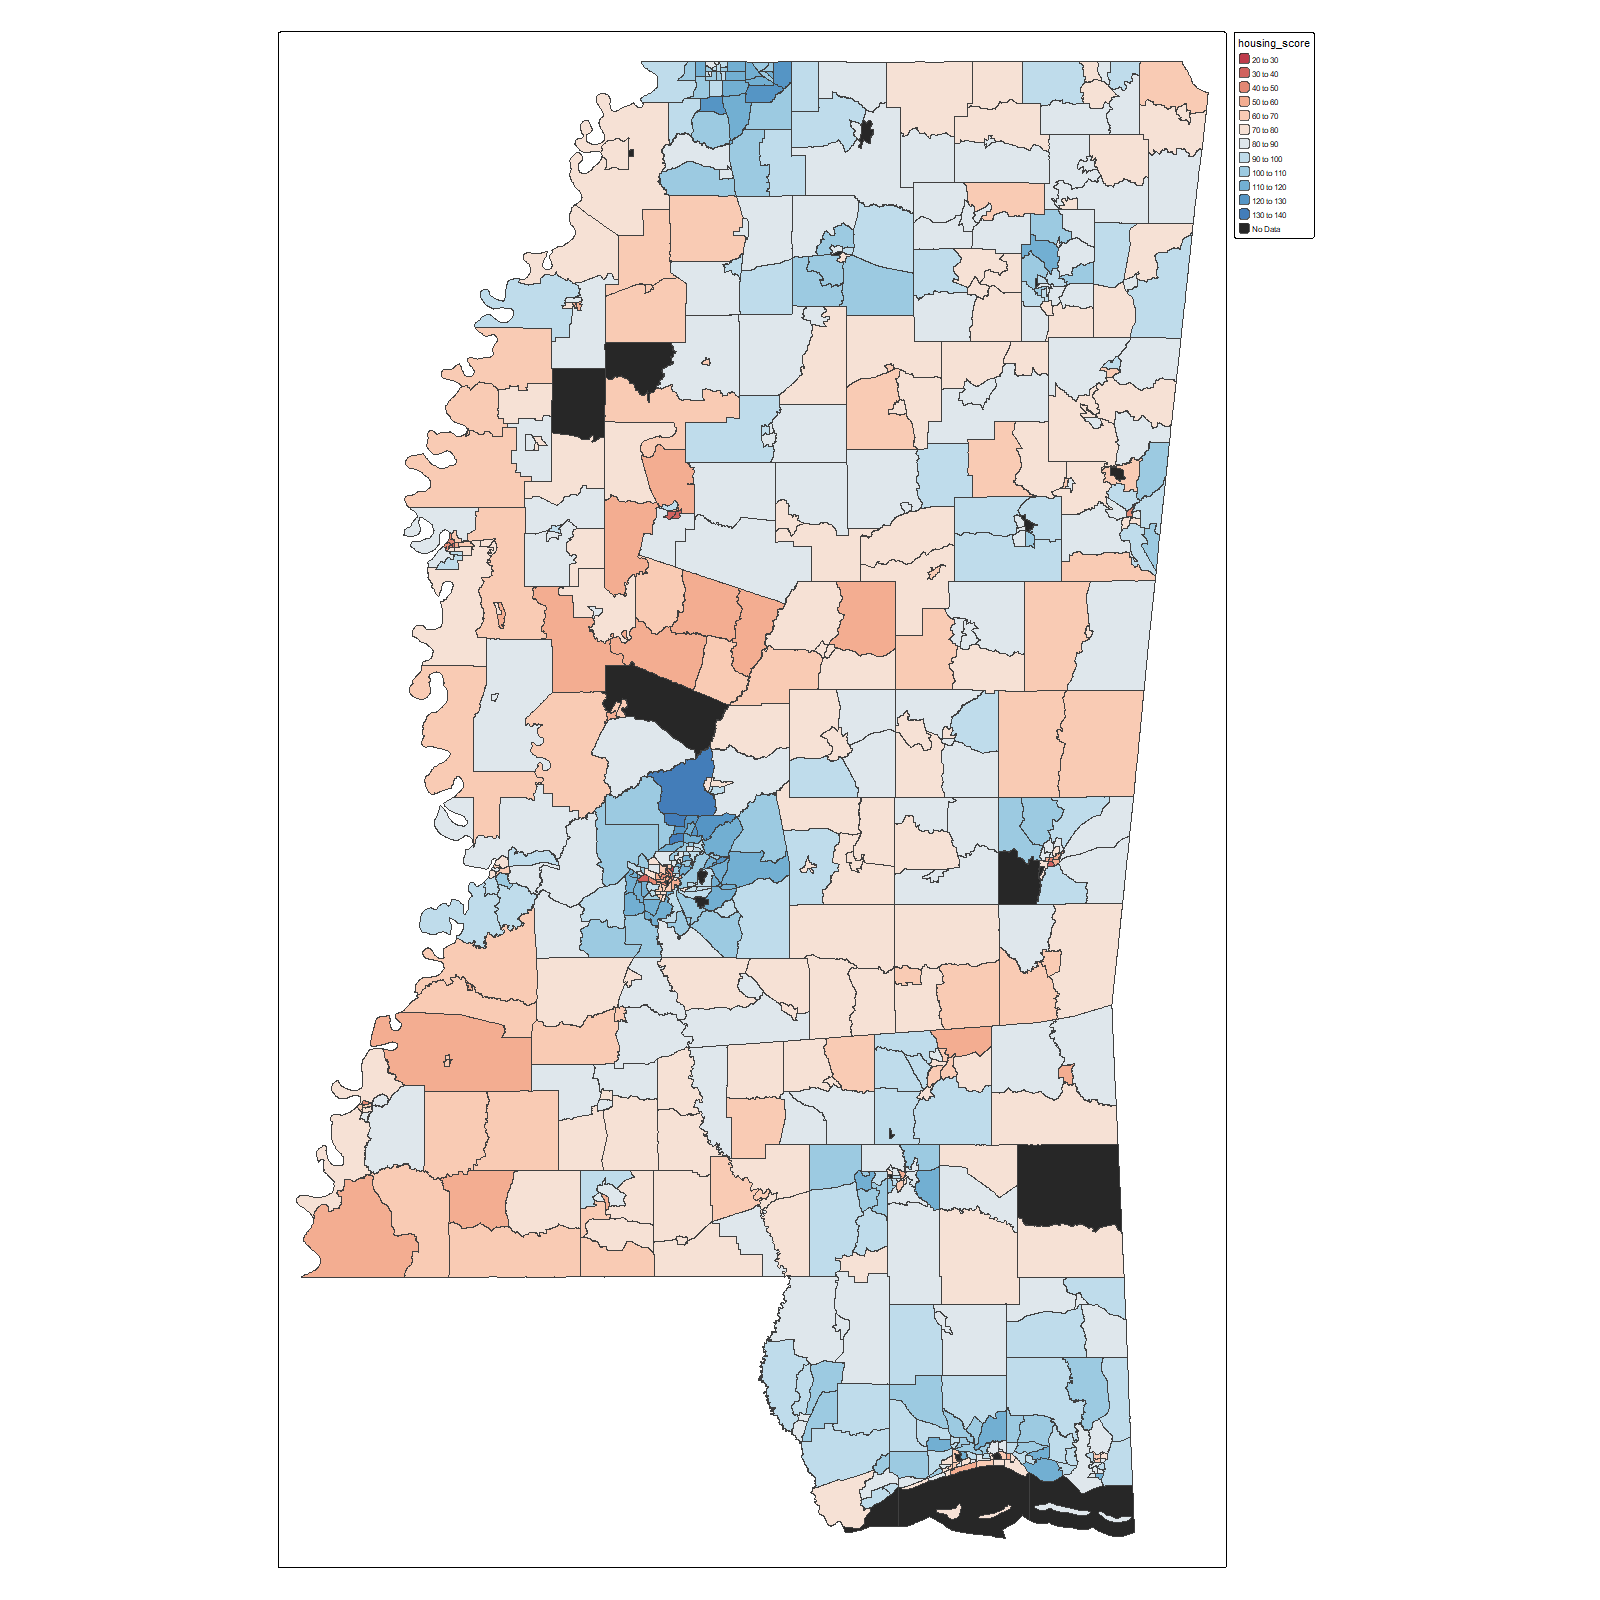 housing_score
20 to 30
30 to 40
40 to 50
50 to 60
60 to 70
70 to 80
80 to 90
90 to 100
100 to 110
110 to 120
120 to 130
130 to 140
No Data